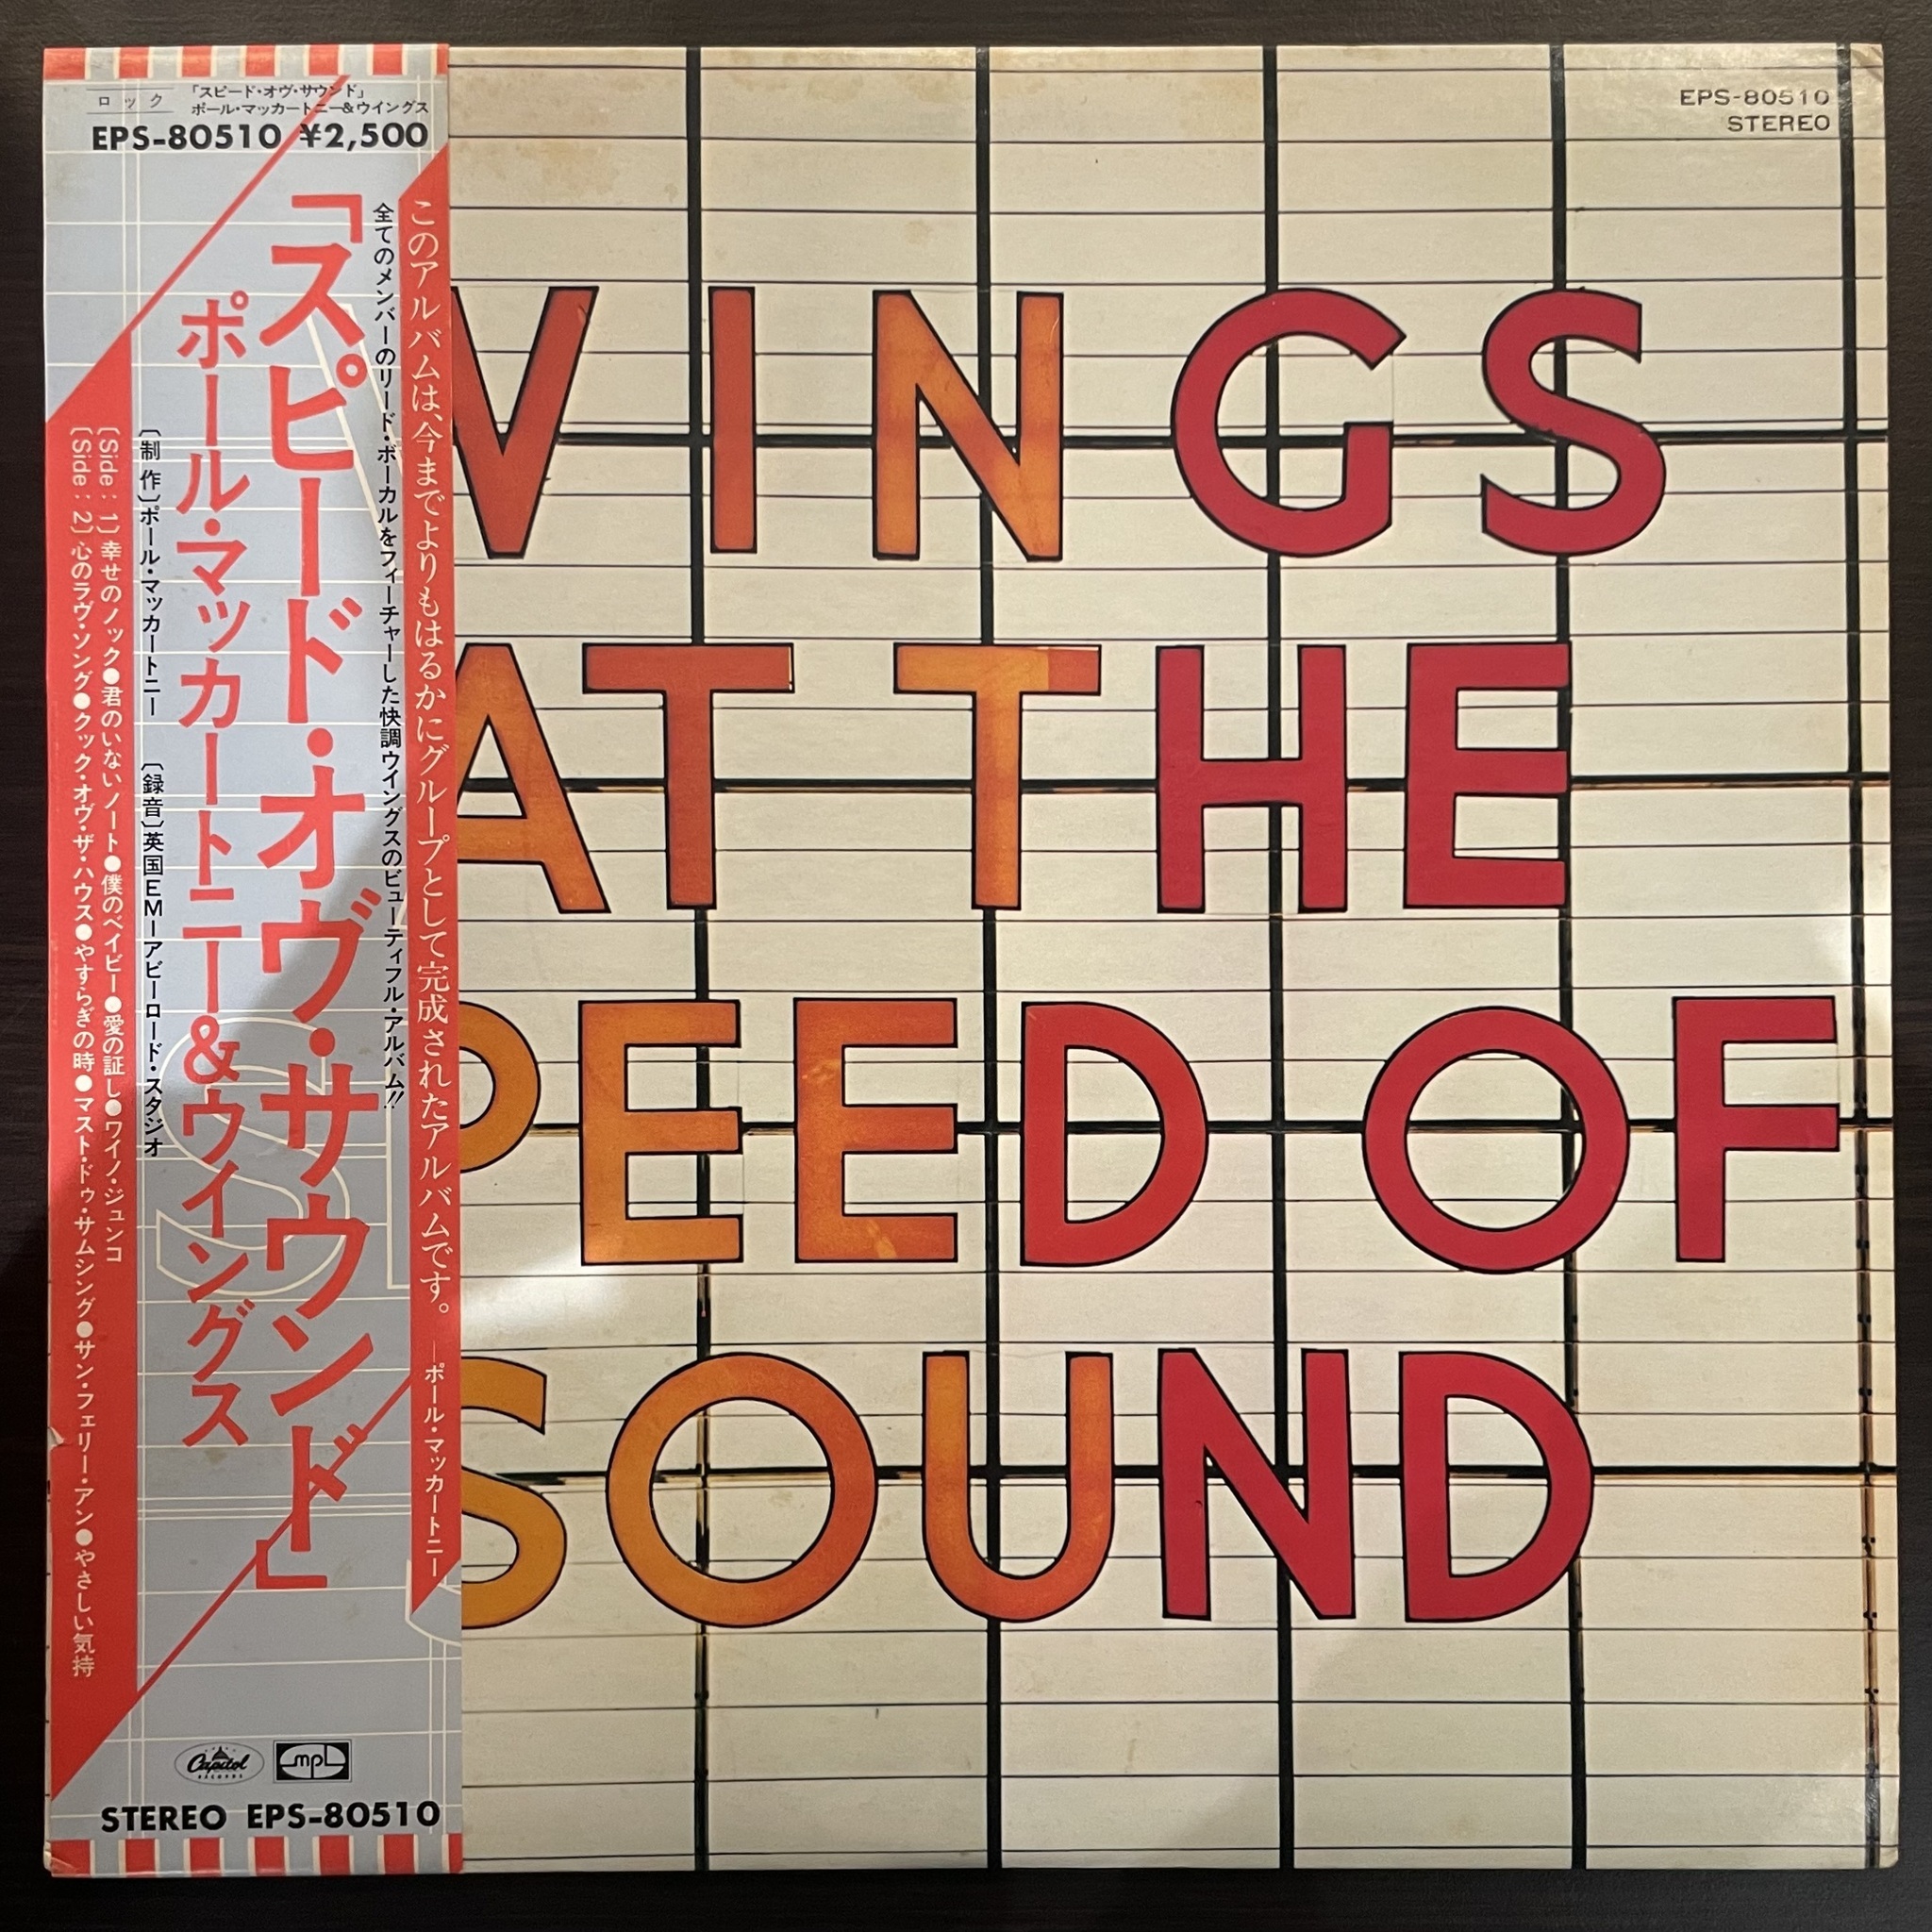 ロック
「スピード・オヴ・サウンド」
ポール・マッカートニー&ウイングス
EPS-80510 ¥2,500
このアルバムは、今までよりもはるかにグループとして完成されたアルバムです。 —ポール・マッカートニー
全てのメンバーのリード・ボーカルをフィーチャーした快調ウイングスのビューティフル・アルバム!!
「スピード・オヴ・サウンド」
ポール・マッカートニー&ウイングス
〔制 作〕ポール・マッカートニー 〔録音〕英国EMIアビーロード・スタジオ
〔Side:1〕幸せのノック●君のいないノート●僕のベイビー●愛の証し●ワイノ・ジュンコ
〔Side:2〕心のラヴ・ソング●クック・オヴ・ザ・ハウス●やすらぎの時●マスト・ドゥ・サムシング●サン・フェリー・アン●やさしい気持
Capitol
RECORDS
mpl
STEREO EPS-80510
EPS-80510
STEREO
WINGS
AT THE
PEED OF
SOUND